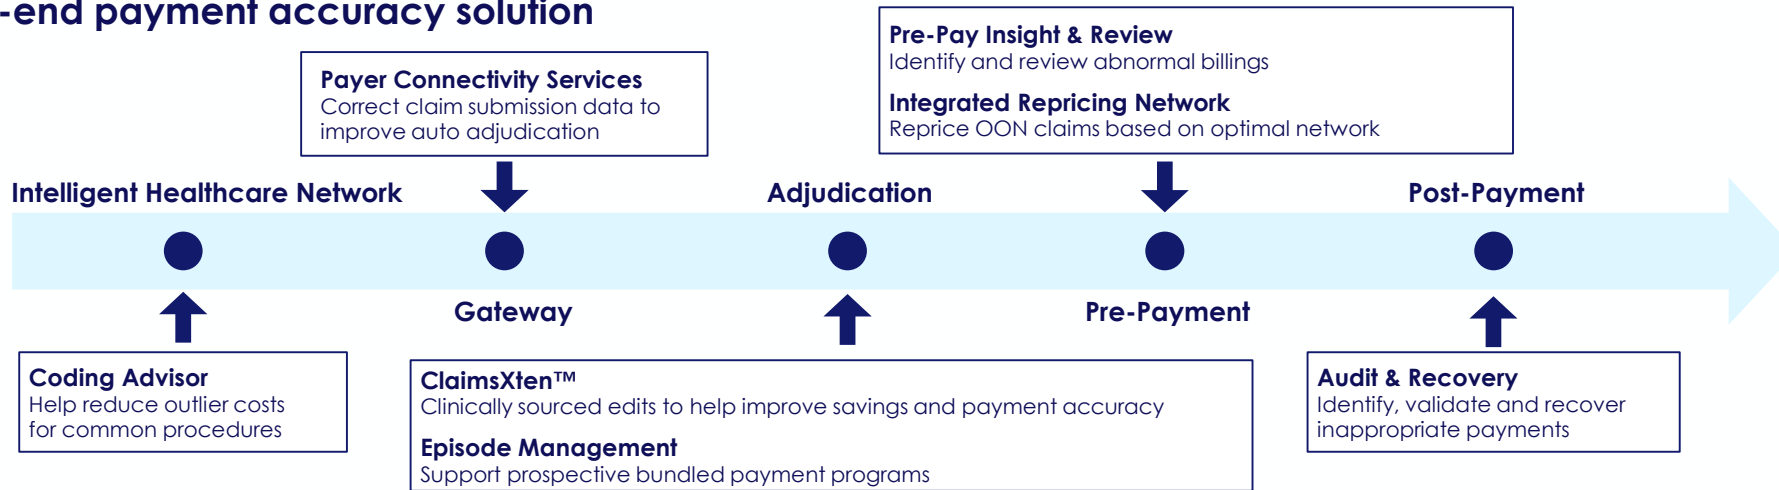 -end payment accuracy solution
Payer Connectivity Services
Correct claim submission data to
improve auto adjudication
Pre-Pay Insight & Review
Identify and review abnormal billings
Integrated Repricing Network
Reprice OON claims based on optimal network
Intelligent Healthcare Network
Adjudication
Post-Payment
Gateway
Pre-Payment
Coding Advisor
Help reduce outlier costs
for common procedures
ClaimsXten™
Clinically sourced edits to help improve savings and payment accuracy
Episode Management
Support prospective bundled payment programs
Audit & Recovery
Identify, validate and recover
inappropriate payments